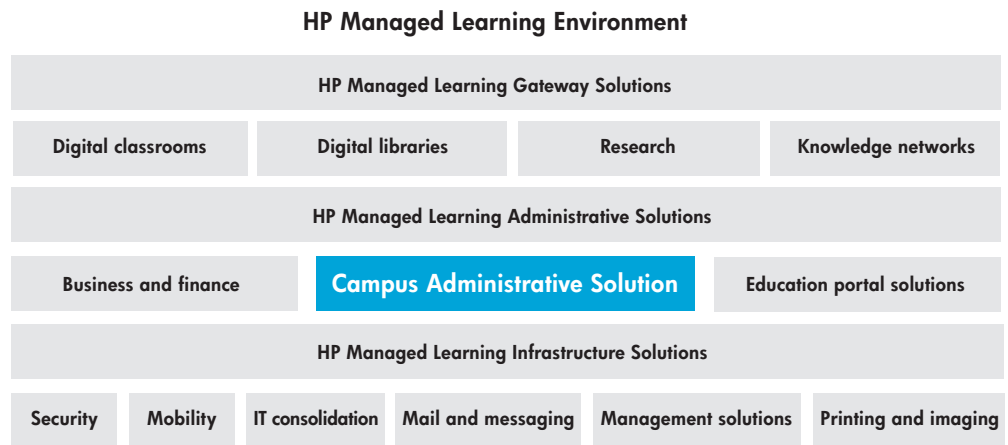 HP Managed Learning Environment
HP Managed Learning Gateway Solutions
Digital classrooms
Digital libraries
Research
Knowledge networks
HP Managed Learning Administrative Solutions
Business and finance
Campus Administrative Solution
Education portal solutions
HP Managed Learning Infrastructure Solutions
Security
Mobility
IT consolidation
Mail and messaging
Management solutions
Printing and imaging